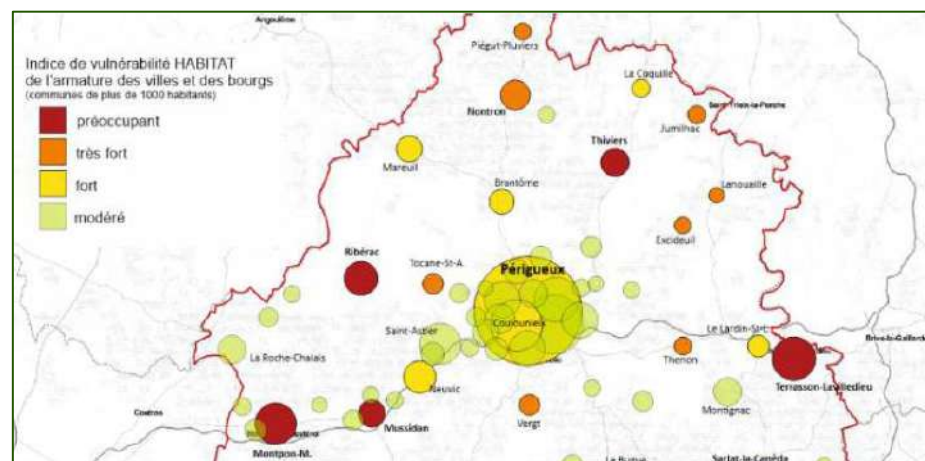 Angoulême
Piégut-Pluviers
Indice de vulnérabilité HABITAT
de l'armature des villes et des bourgs
(communes de plus de 1000 habitants)
La Coquille
préoccupant
Nontron
Jumilhac
très fort
Thiviers
Mareuil
fort
Brantôme
Lanouaille
modéré
Excideuil
Ribérac
Tocane-St-A.
Périgueux
Coulouniei
Saint-Astier
Le Lardin-St-L
La Roche-Chalais
Thenon
Neuvic
Terrasson-Lavilledieu
Montignac
Coutras
Mussidan
Vergt
Montpon-M.
Sarlat-la-Canéda